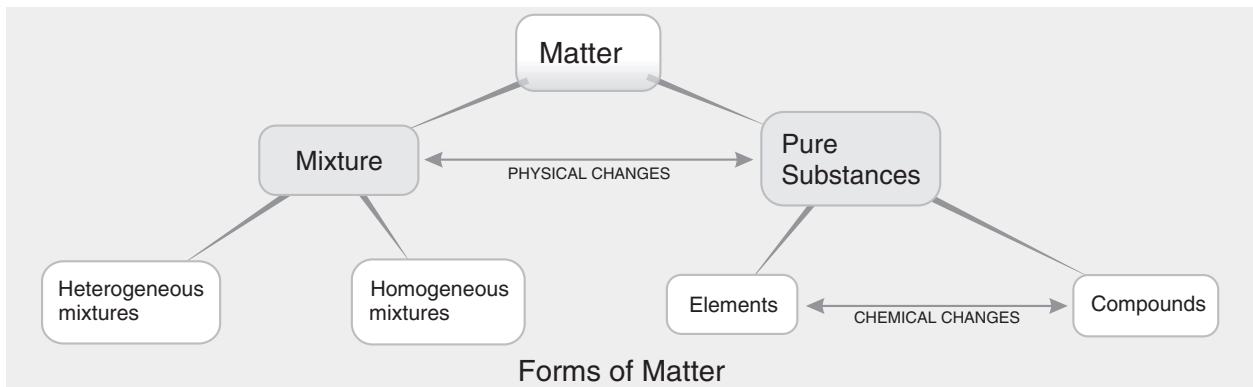 Matter
Mixture
PHYSICAL CHANGES
Pure
Substances
Heterogeneous
mixtures
Homogeneous
mixtures
Elements
CHEMICAL CHANGES
Compounds
Forms of Matter